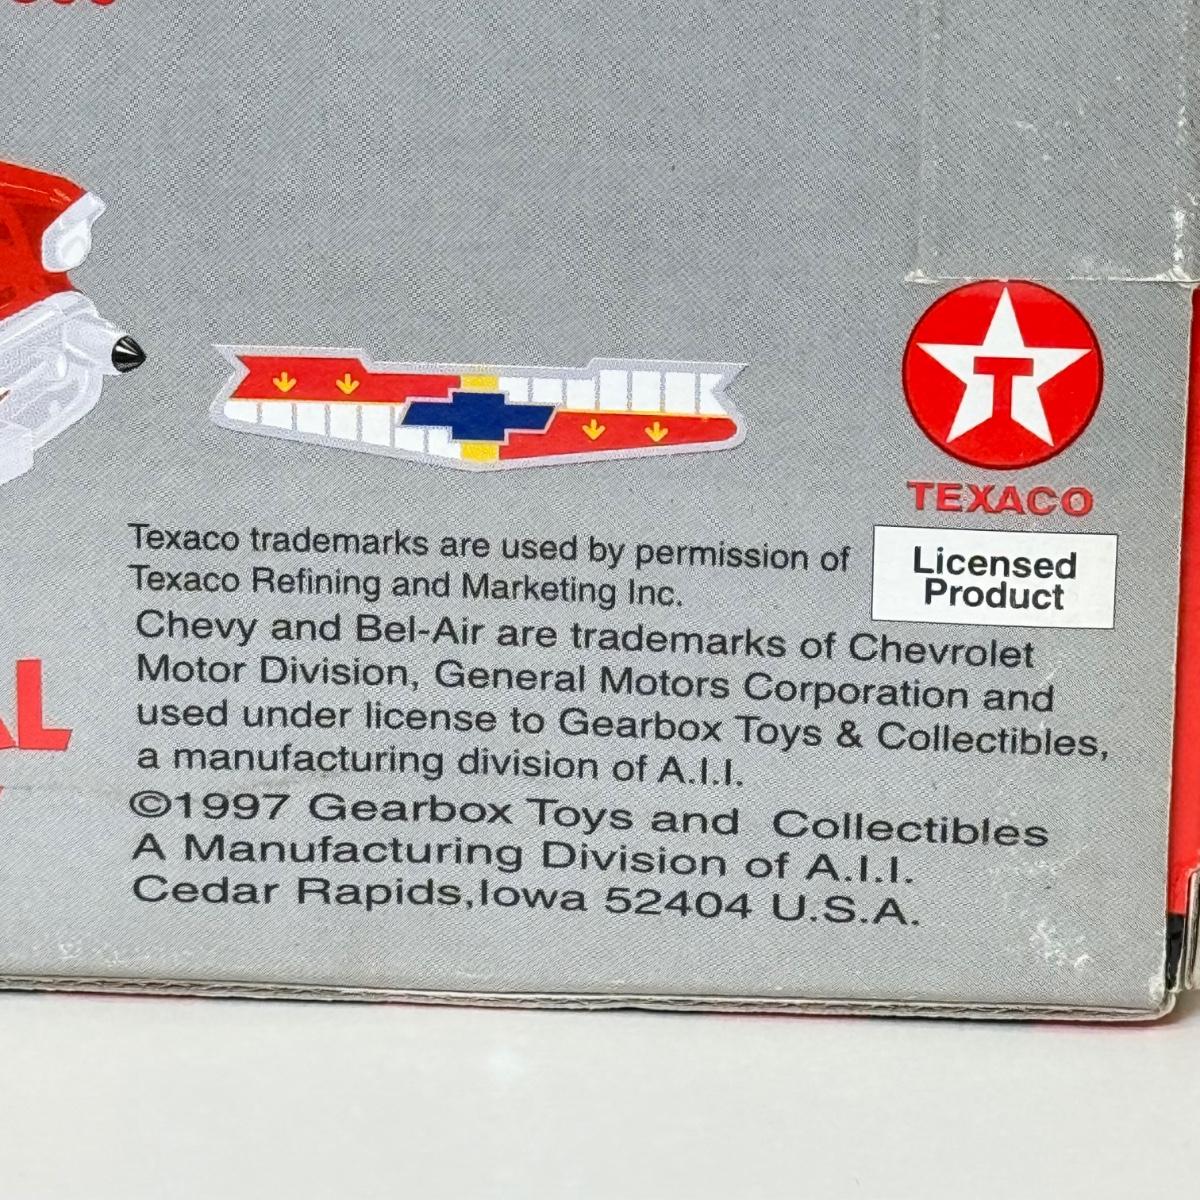 T
TEXACO
Licensed
Product
Texaco trademarks are used by permission of
Texaco Refining and Marketing Inc.
Chevy and Bel-Air are trademarks of Chevrolet
Motor Division, General Motors Corporation and
used under license to Gearbox Toys & Collectibles,
a manufacturing division of A.I.I.
©1997 Gearbox Toys and Collectibles
A Manufacturing Division of A.I.I.
Cedar Rapids,Iowa 52404 U.S.A.
AL